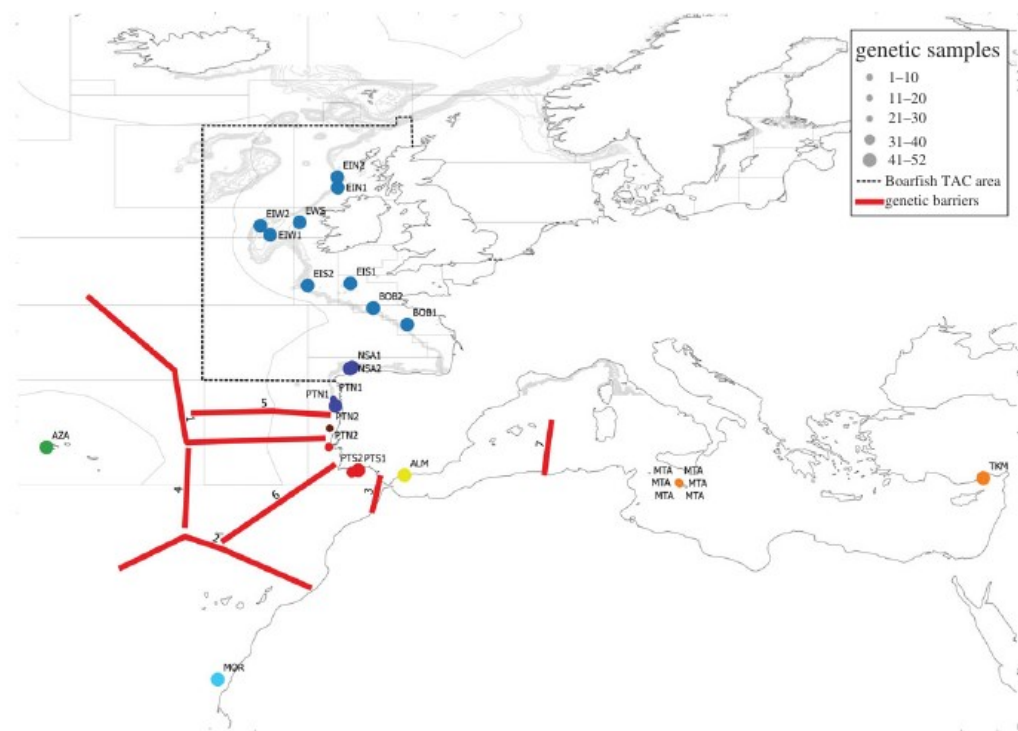 genetic samples
1–10
11–20
21–30
31–40
41–52
Boarfish TAC area
genetic barriers
EIN2
EIN1
EIW2
EWS
EIW1
EIS2
EIS1
BOB2
BOB1
NSA1
NSA2
PTN1
PTN1
5
PTN2
1
PTN2
AZA
PTS2 PTS1
ALM
7
MTA MTA
MTA MTA
MTA MTA
TKM
4
6
3
2
MOR